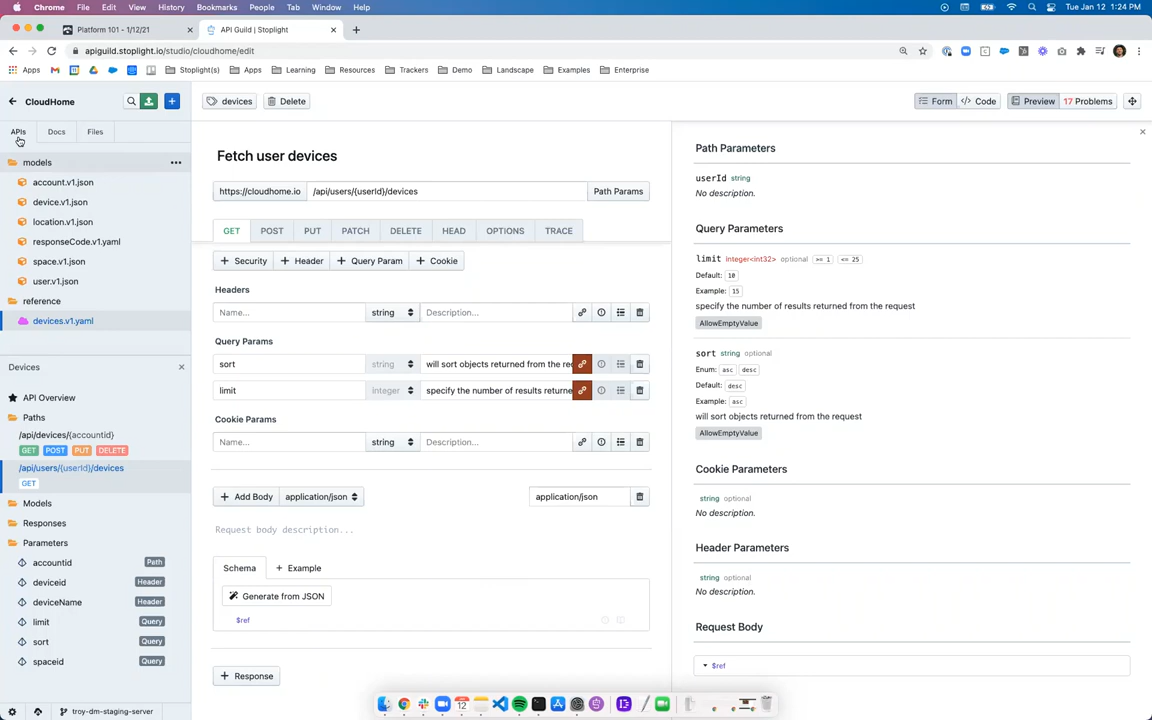 Chrome File Edit View History Bookmarks People Tab Window Help Tue Jan 12 1:24 PM
Platform 101 - 1/12/21 API Guild | Stoplight
apiguild.stoplight.io/studio/cloudhome/edit
Apps Stoplight(s) Apps Learning Resources Trackers Demo Landscape Examples Enterprise
CloudHome devices Delete Form Code Preview 17 Problems
APIs Docs Files
models
account.v1.json
device.v1.json
location.v1.json
responseCode.v1.yaml
space.v1.json
user.v1.json
reference
devices.v1.yaml
Devices
API Overview
Paths
/api/devices/{accountid}
GET POST PUT DELETE
/api/users/{userId}/devices
GET
Models
Responses
Parameters
accountid Path
deviceid Header
deviceName Header
limit Query
sort Query
spaceid Query
troy-dm-staging-server
Fetch user devices
https://cloudhome.io /api/users/{userId}/devices Path Params
GET POST PUT PATCH DELETE HEAD OPTIONS TRACE
Security Header Query Param Cookie
Headers
Name... string Description...
Query Params
sort string will sort objects returned from the re
limit integer specify the number of results returne
Cookie Params
Name... string Description...
Add Body application/json application/json
Request body description...
Schema Example
Generate from JSON
$ref
Response
Path Parameters
userId string
No description.
Query Parameters
limit integer<int32> optional >= 1 <= 25
Default: 10
Example: 15
specify the number of results returned from the request
AllowEmptyValue
sort string optional
Enum: asc desc
Default: desc
Example: asc
will sort objects returned from the request
AllowEmptyValue
Cookie Parameters
string optional
No description.
Header Parameters
string optional
No description.
Request Body
$ref
12